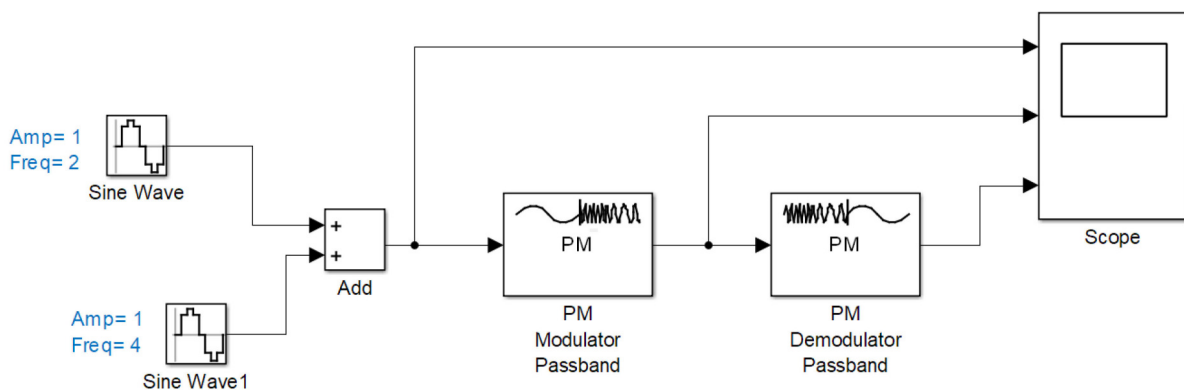 Amp= 1
Freq= 2
Sine Wave
+
+
Add
Amp= 1
Freq= 4
Sine Wave1
PM
PM
Modulator
Passband
PM
PM
Demodulator
Passband
Scope